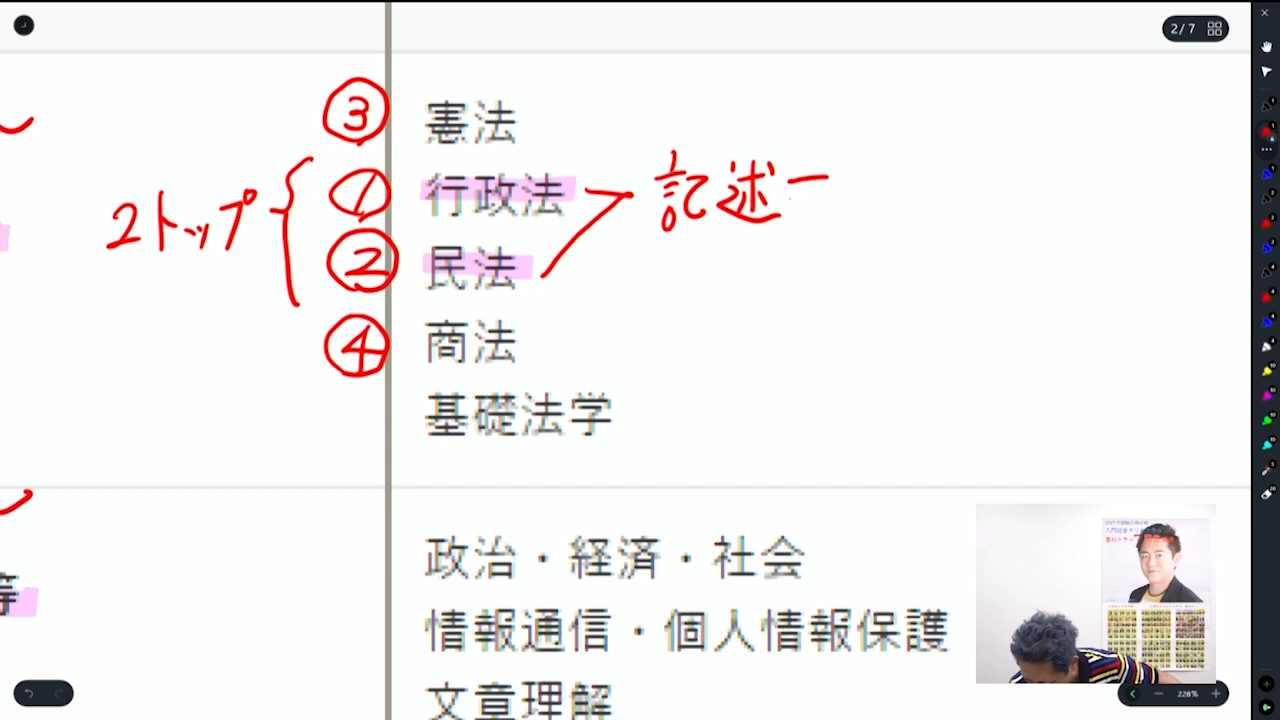 2/7
③ 憲法
2トップ { ① 行政法
記述一
② 民法
④ 商法
基礎法学
政治・経済・社会
情報通信・個人情報保護
文章理解
等
228%